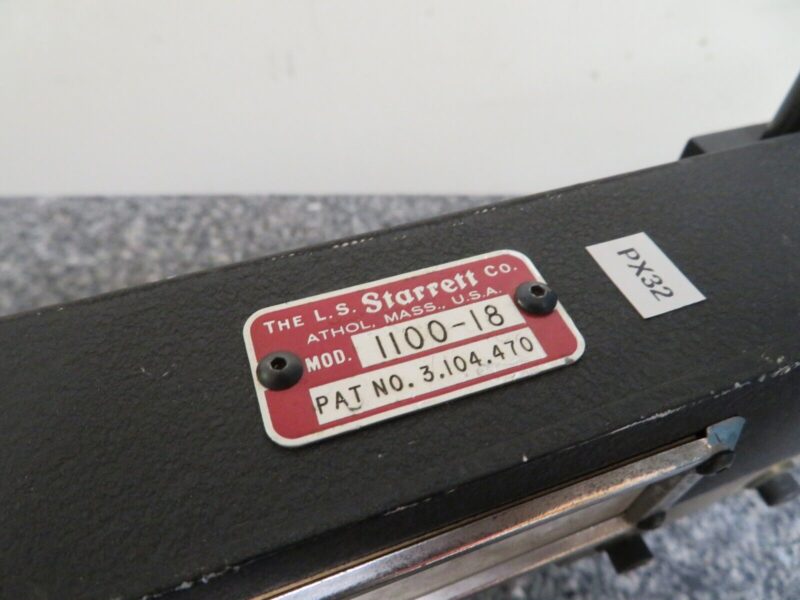 THE L.S. Starrett CO.
ATHOL, MASS., U.S.A.
MOD. 1100-18
PAT NO. 3.104.470
PX32